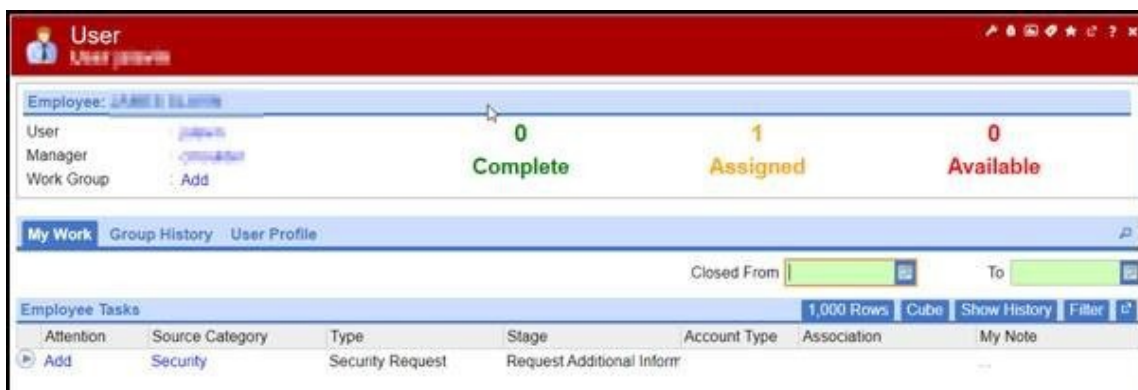 User
User
Employee:
User
Manager
Work Group : Add
0
Complete
1
Assigned
0
Available
My Work Group History User Profile
Closed From To
Employee Tasks 1,000 Rows Cube Show History Filter
Attention Source Category Type Stage Account Type Association My Note
Add Security Security Request Request Additional Inform ...